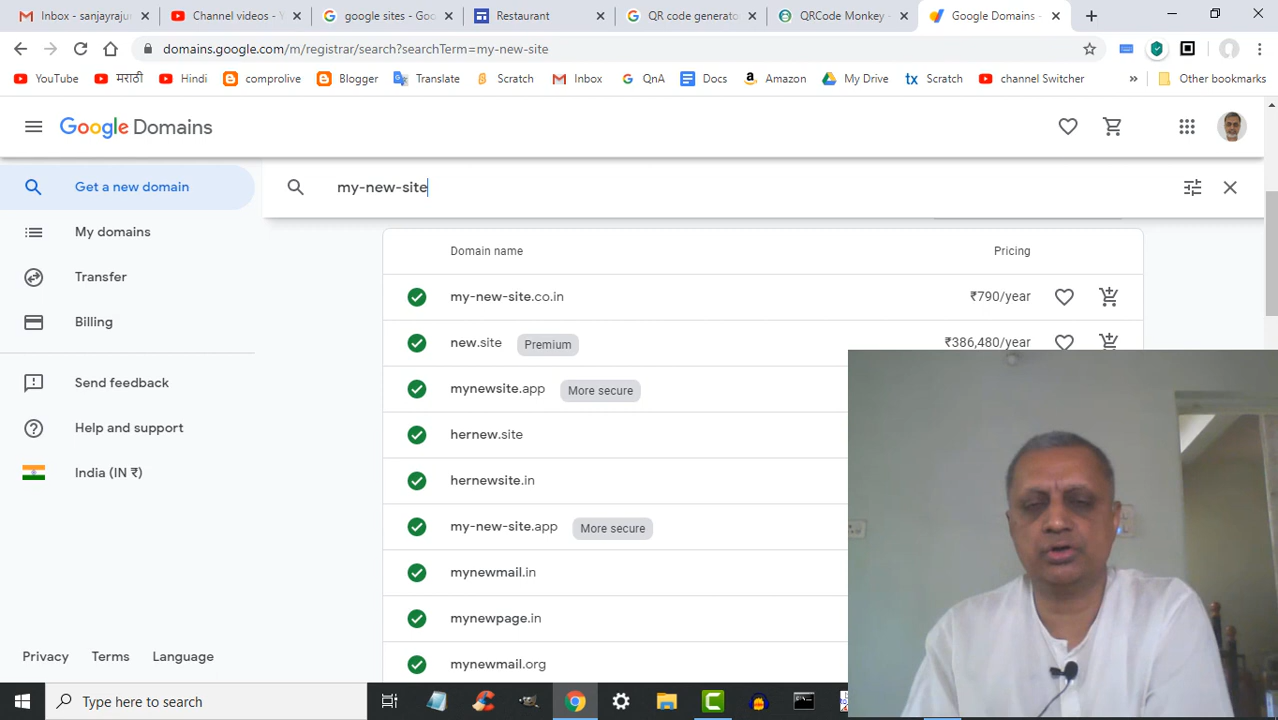 Inbox - sanjayraju
Channel videos - Y
google sites - Goo
Restaurant
QR code generato
QRCode Monkey -
Google Domains -
domains.google.com/m/registrar/search?searchTerm=my-new-site
YouTube
मराठी
Hindi
comprolive
Blogger
Translate
Scratch
Inbox
QnA
Docs
Amazon
My Drive
tx Scratch
channel Switcher
»
Other bookmarks
Google Domains
Get a new domain
my-new-site
My domains
Transfer
Billing
Send feedback
Help and support
India (IN ₹)
Domain name Pricing
my-new-site.co.in ₹790/year
new.site Premium ₹386,480/year
mynewsite.app More secure
hernew.site
hernewsite.in
my-new-site.app More secure
mynewmail.in
mynewpage.in
mynewmail.org
Privacy Terms Language
Type here to search